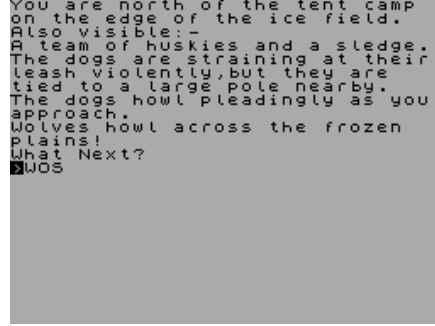 You are north of the tent camp
on the edge of the ice field.
Also visible:-
A team of huskies and a sledge.
The dogs are straining at their
leash violently,but they are
tied to a large pole nearby.
The dogs howl pleadingly as you
approach.
Wolves howl across the frozen
plains!
What Next?
>WOS